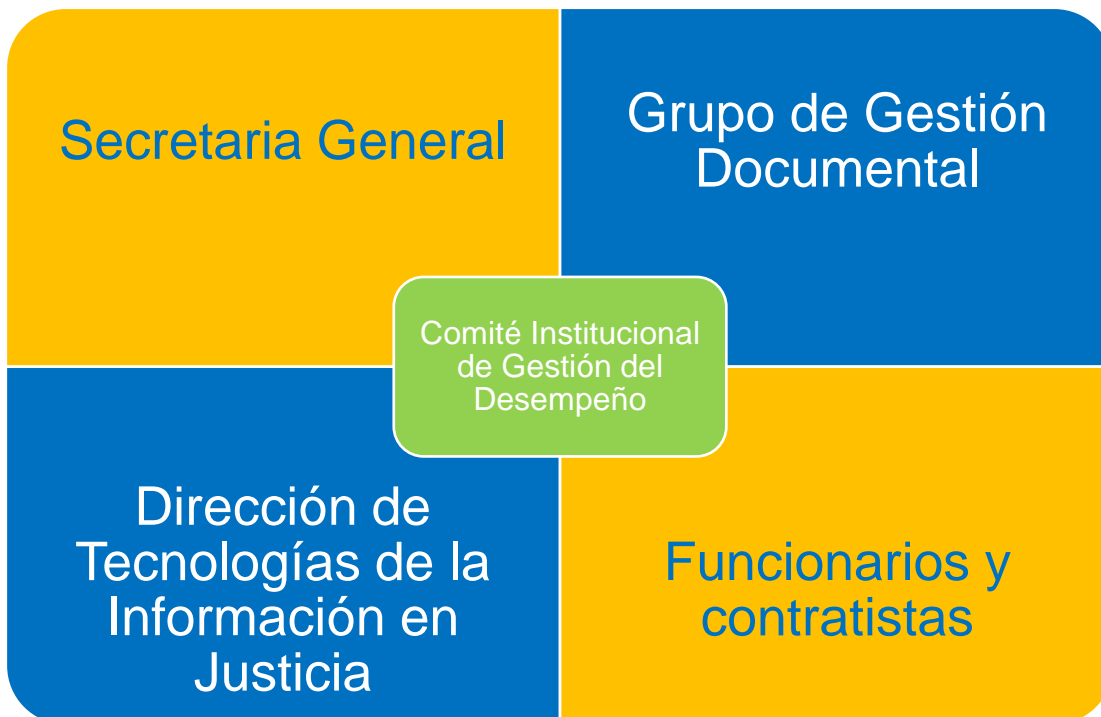 Secretaria General
Grupo de Gestión
Documental
Comité Institucional
de Gestión del
Desempeño
Dirección de
Tecnologías de la
Información en
Justicia
Funcionarios y
contratistas